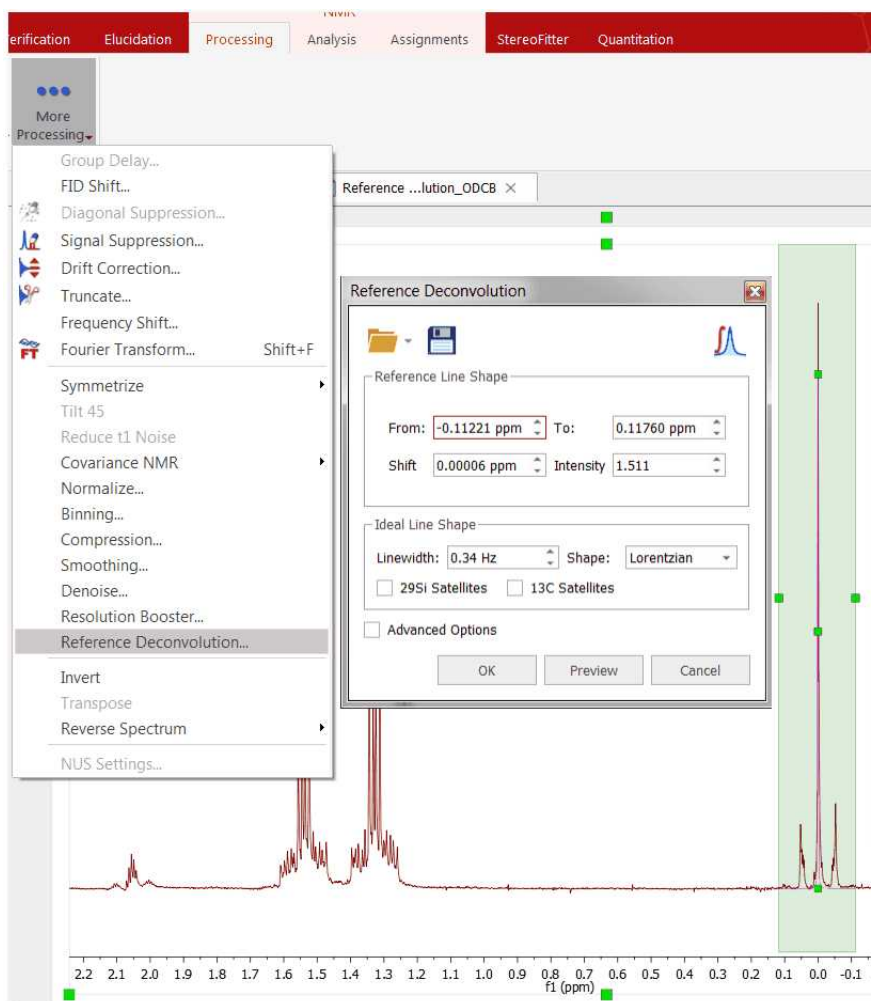 NMR
erification Elucidation Processing Analysis Assignments StereoFitter Quantitation
More
Processing
Group Delay...
FID Shift...
Diagonal Suppression...
Signal Suppression...
Drift Correction...
Truncate...
Frequency Shift...
FT Fourier Transform... Shift+F
Symmetrize
Tilt 45
Reduce t1 Noise
Covariance NMR
Normalize...
Binning...
Compression...
Smoothing...
Denoise...
Resolution Booster...
Reference Deconvolution...
Invert
Transpose
Reverse Spectrum
NUS Settings...
Reference ...lution_ODCB
Reference Deconvolution
Reference Line Shape
From: -0.11221 ppm To: 0.11760 ppm
Shift 0.00006 ppm Intensity 1.511
Ideal Line Shape
Linewidth: 0.34 Hz Shape: Lorentzian
29Si Satellites 13C Satellites
Advanced Options
OK Preview Cancel
2.2 2.1 2.0 1.9 1.8 1.7 1.6 1.5 1.4 1.3 1.2 1.1 1.0 0.9 0.8 0.7 0.6 0.5 0.4 0.3 0.2 0.1 0.0 -0.1
f1 (ppm)